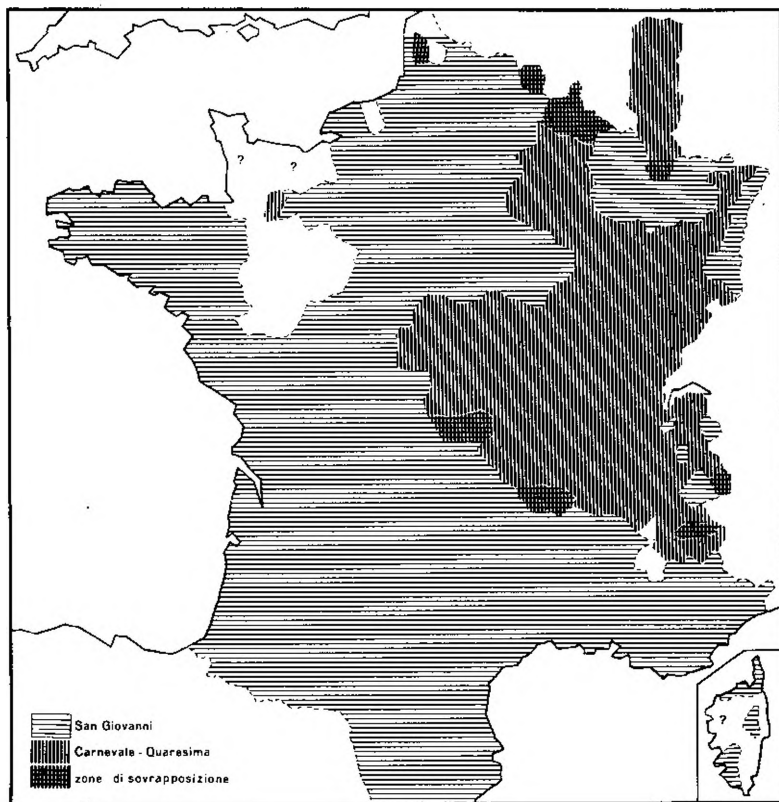 ?
?
?
San Giovanni
Carnevale - Quaresima
zone di sovrapposizione